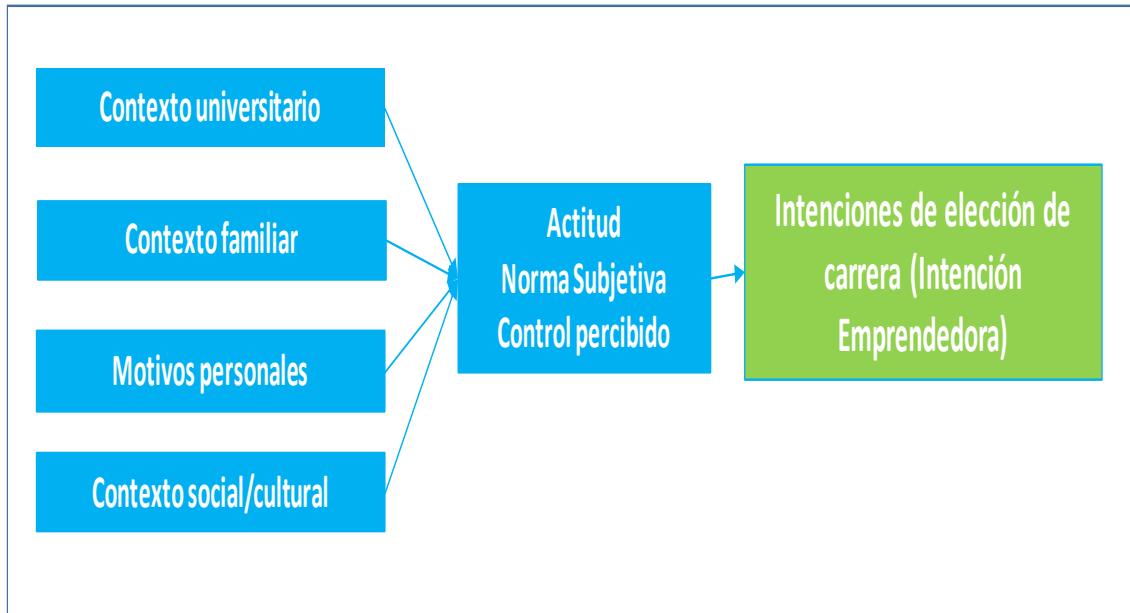 Contexto universitario
Contexto familiar
Motivos personales
Contexto social/cultural
Actitud
Norma Subjetiva
Control percibido
Intenciones de elección de
carrera (Intención
Emprendedora)